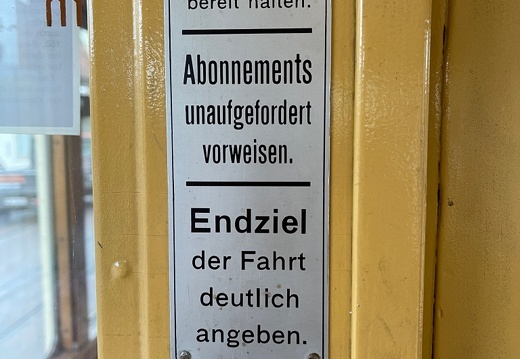 bereit halten.
Abonnements
unaufgefordert
vorweisen.
Endziel
der Fahrt
deutlich
angeben.